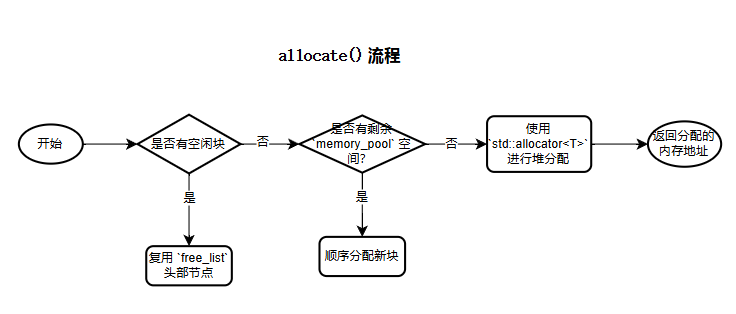 allocate() 流程
开始
是否有空闲块
否
是否有剩余
`memory_pool` 空
间?
否
使用
`std::allocator<T>`
进行堆分配
返回分配的
内存地址
是
是
复用 `free_list`
头部节点
顺序分配新块